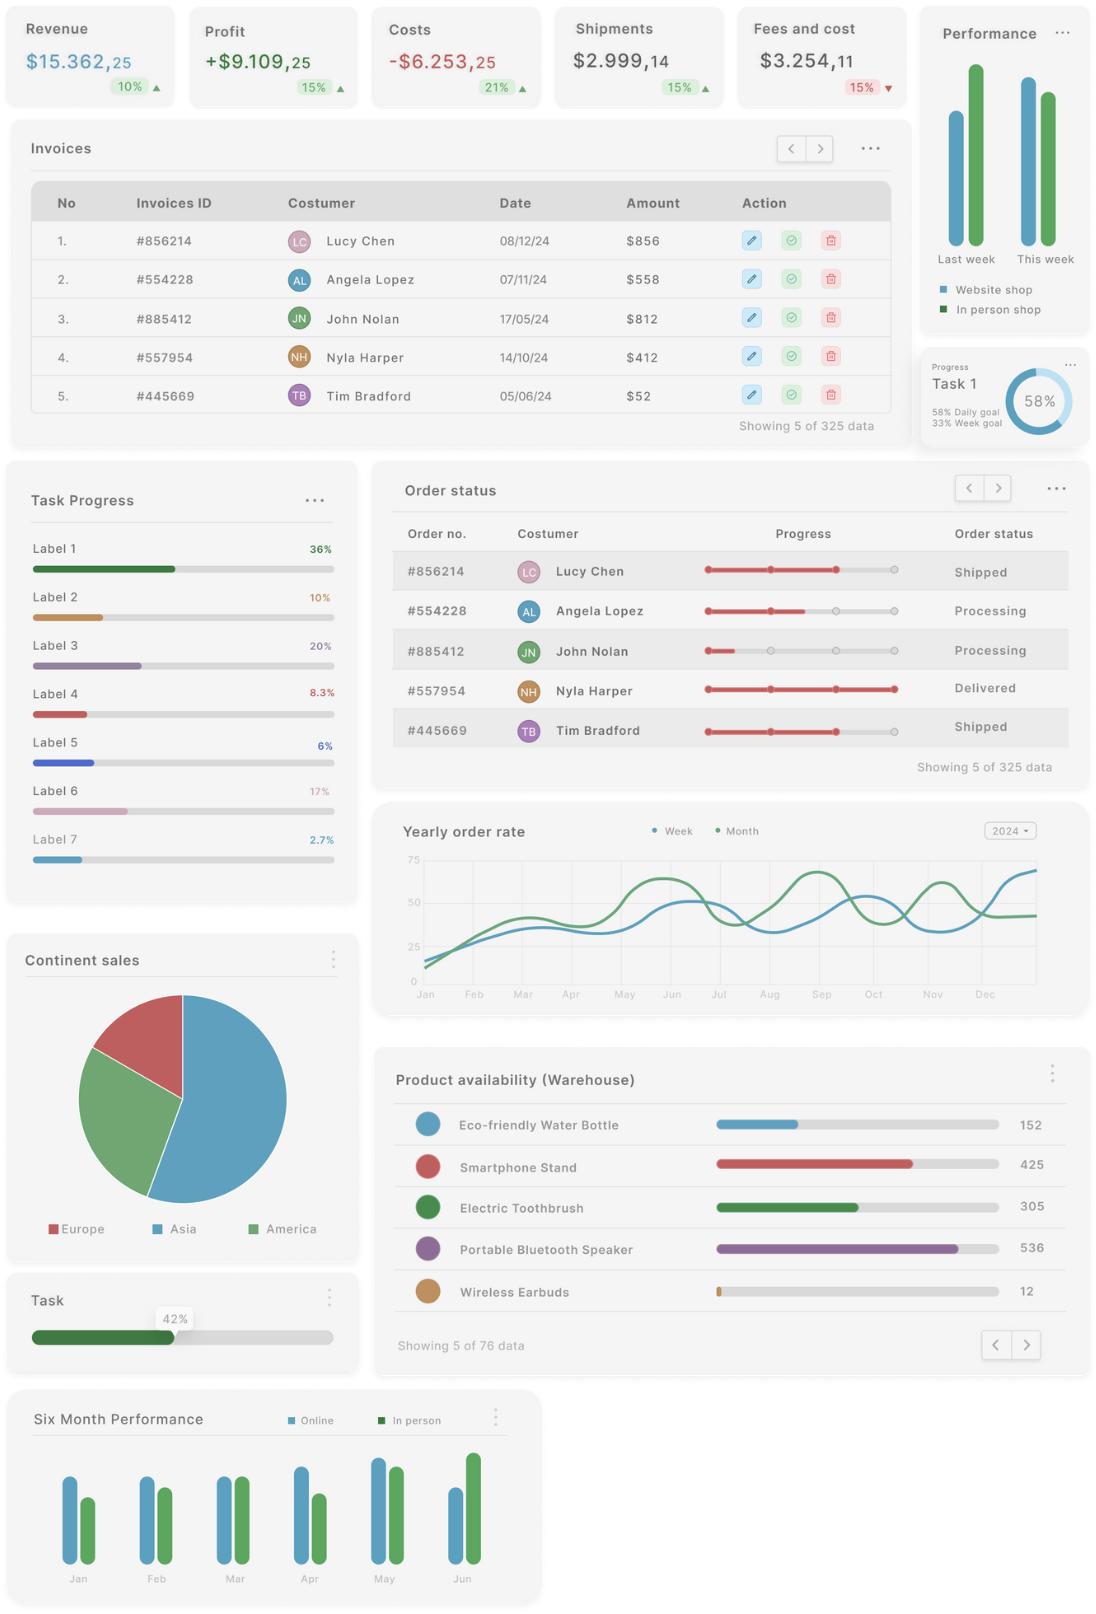 Revenue
$15.362,25
10%
Profit
+$9.109,25
15%
Costs
-$6.253,25
21%
Shipments
$2.999,14
15%
Fees and cost
$3.254,11
15%
Performance
Last week This week
Website shop
In person shop
Invoices
No Invoices ID Costumer Date Amount Action
1. #856214 LC Lucy Chen 08/12/24 $856
2. #554228 AL Angela Lopez 07/11/24 $558
3. #885412 JN John Nolan 17/05/24 $812
4. #557954 NH Nyla Harper 14/10/24 $412
5. #445669 TB Tim Bradford 05/06/24 $52
Showing 5 of 325 data
Progress
Task 1
58% Daily goal
33% Week goal
58%
Task Progress
Label 1 36%
Label 2 10%
Label 3 20%
Label 4 8.3%
Label 5 6%
Label 6 17%
Label 7 2.7%
Order status
Order no. Costumer Progress Order status
#856214 LC Lucy Chen Shipped
#554228 AL Angela Lopez Processing
#885412 JN John Nolan Processing
#557954 NH Nyla Harper Delivered
#445669 TB Tim Bradford Shipped
Showing 5 of 325 data
Yearly order rate Week Month 2024
75
50
25
0
Jan Feb Mar Apr May Jun Jul Aug Sep Oct Nov Dec
Continent sales
Europe Asia America
Product availability (Warehouse)
Eco-friendly Water Bottle 152
Smartphone Stand 425
Electric Toothbrush 305
Portable Bluetooth Speaker 536
Wireless Earbuds 12
Showing 5 of 76 data
Task
42%
Six Month Performance Online In person
Jan Feb Mar Apr May Jun